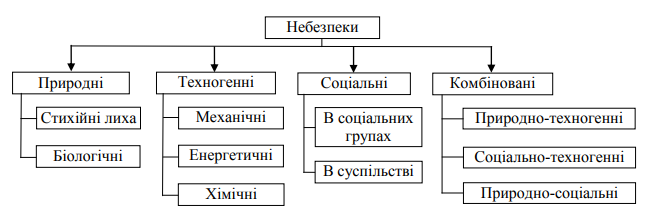 Небезпеки
Природні
Стихійні лиха
Біологічні
Техногенні
Механічні
Енергетичні
Хімічні
Соціальні
В соціальних
групах
В суспільстві
Комбіновані
Природно-техногенні
Соціально-техногенні
Природно-соціальні